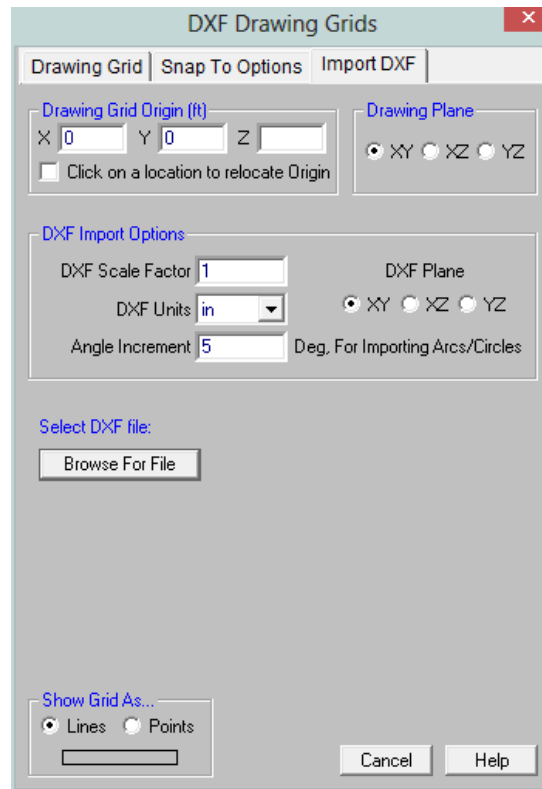 DXF Drawing Grids
Drawing Grid Snap To Options Import DXF
Drawing Grid Origin (ft)
X 0 Y 0 Z
Click on a location to relocate Origin
Drawing Plane
XY XZ YZ
DXF Import Options
DXF Scale Factor 1
DXF Units in
Angle Increment 5 Deg, For Importing Arcs/Circles
DXF Plane
XY XZ YZ
Select DXF file:
Browse For File
Show Grid As...
Lines Points
Cancel Help